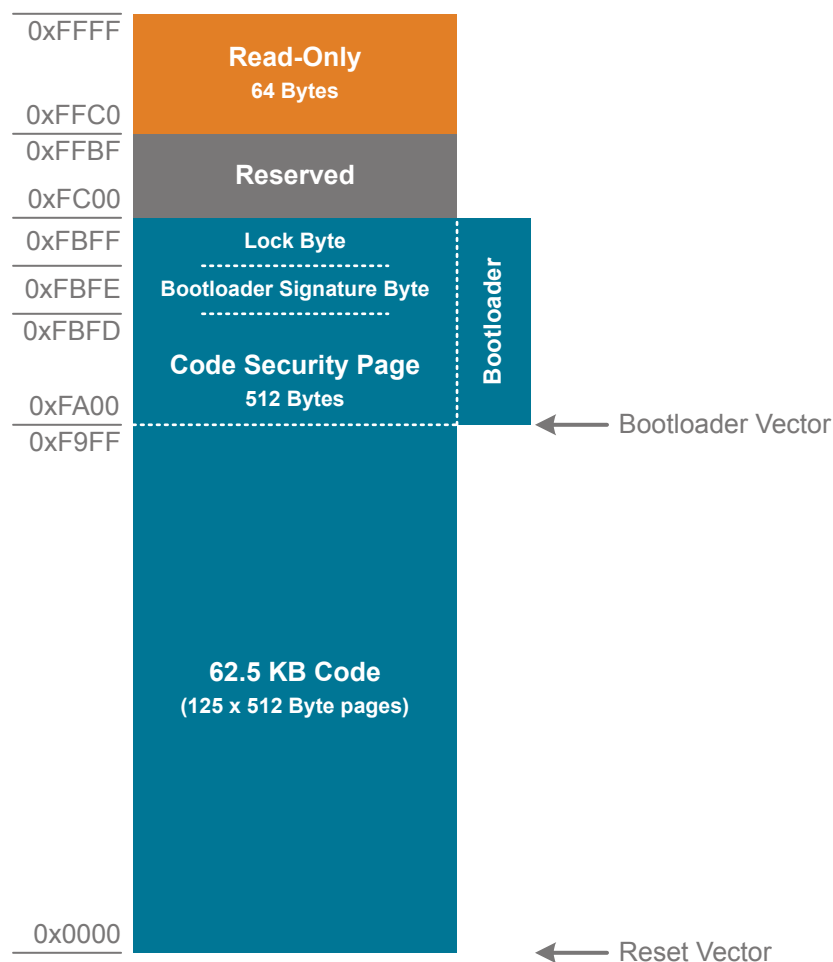 0xFFFF
Read-Only
64 Bytes
0xFFC0
0xFFBF
Reserved
0xFC00
0xFBFF
Lock Byte
0xFBFE
Bootloader Signature Byte
0xFBFD
Code Security Page
512 Bytes
Bootloader
0xFA00
Bootloader Vector
0xF9FF
62.5 KB Code
(125 x 512 Byte pages)
0x0000
Reset Vector